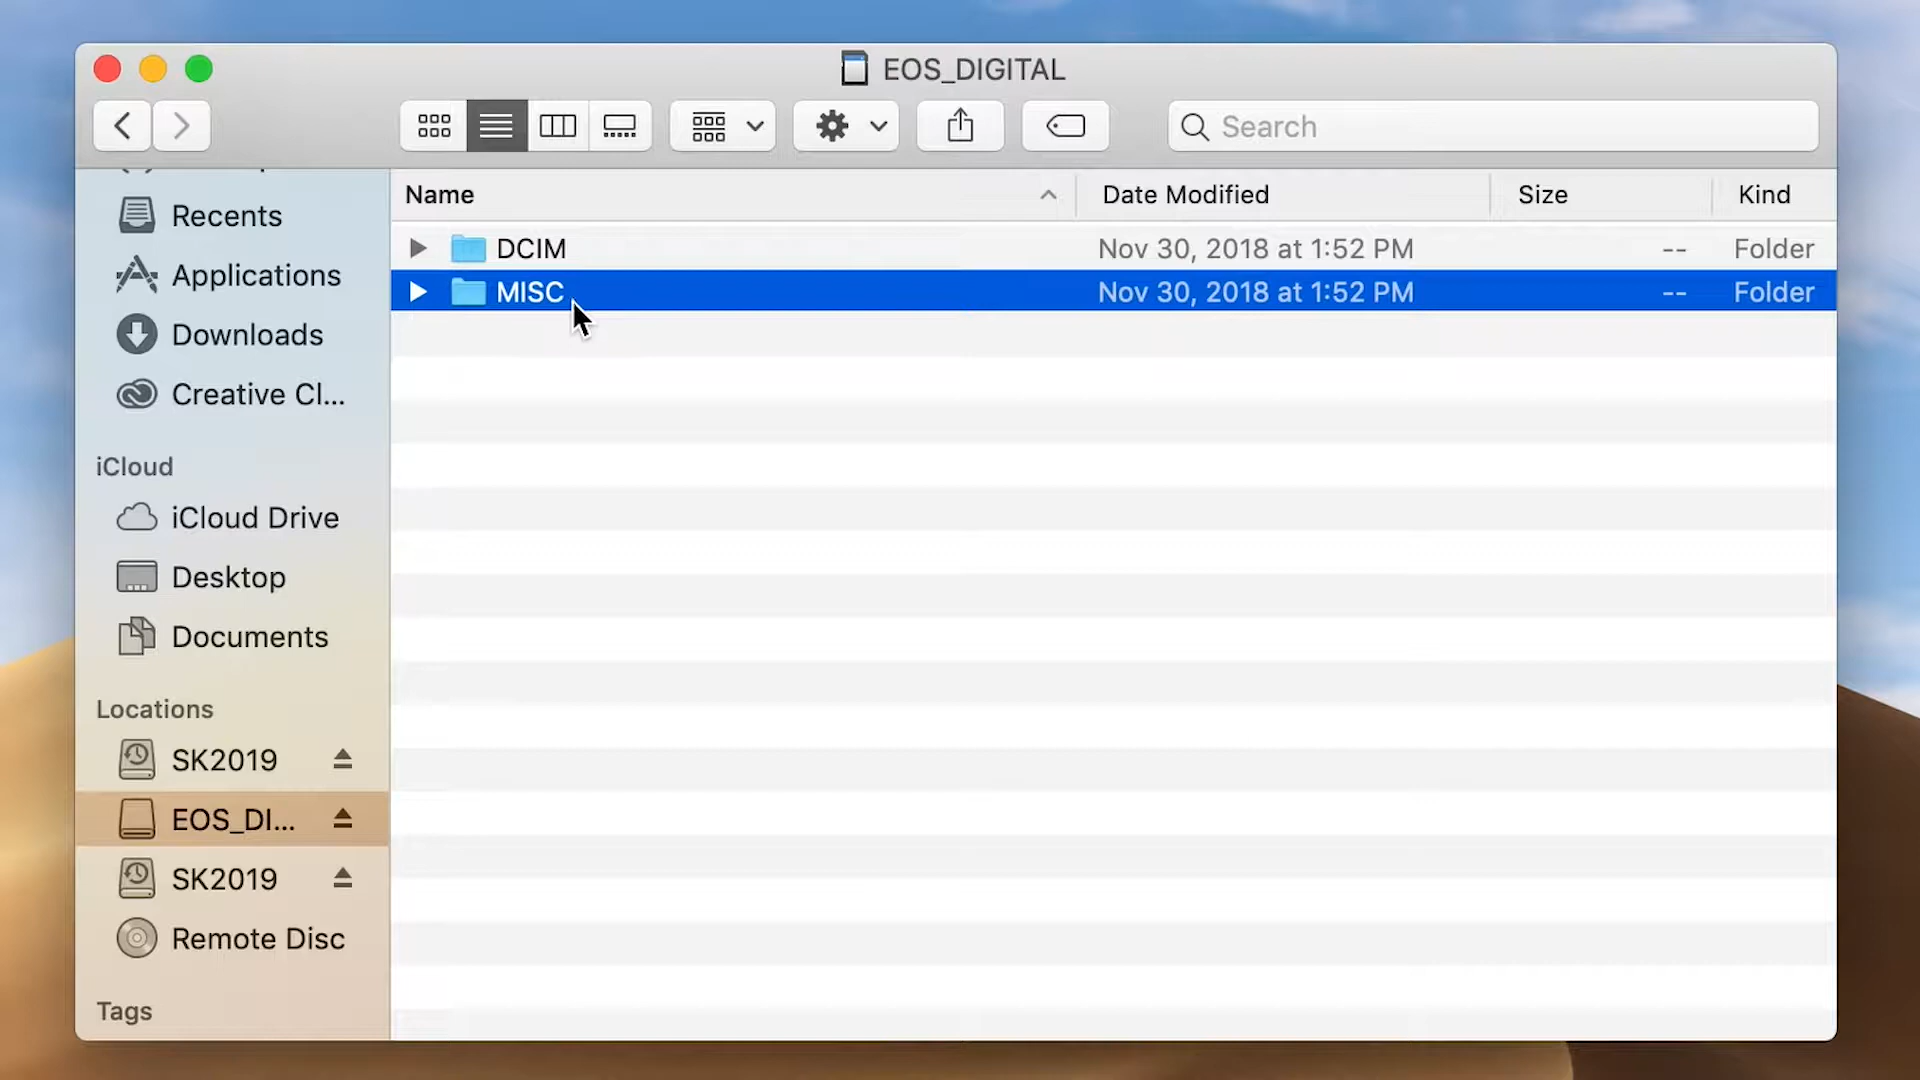 EOS_DIGITAL
Search
Recents
Applications
Downloads
Creative Cl...
iCloud
iCloud Drive
Desktop
Documents
Locations
SK2019
EOS_DI...
SK2019
Remote Disc
Tags
Name Date Modified Size Kind
DCIM Nov 30, 2018 at 1:52 PM -- Folder
MISC Nov 30, 2018 at 1:52 PM -- Folder